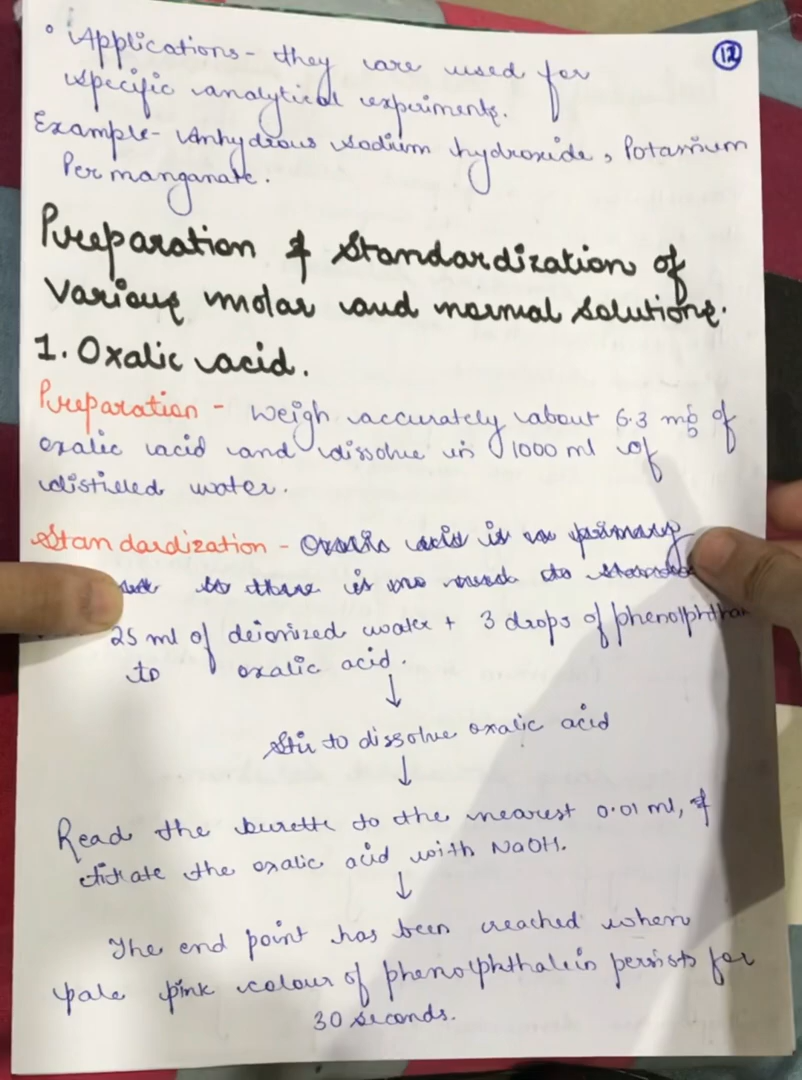 ° Applications - they are used for
specific analytical experiments.
Example - Anhydrous sodium hydroxide, Potassium
Permanganate.
12
Preparation & Standardization of
Various molar and normal solutions.
1. Oxalic acid.
Preparation - Weigh accurately about 6.3 mg of
oxalic acid and dissolve in 1000 ml of
distilled water.
Standardization - Oxalic acid is a primary
so there is no need to
25 ml of deionized water + 3 drops of phenolphthal
to oxalic acid.
↓
Stir to dissolve oxalic acid
↓
Read the burette to the nearest 0.01 ml, &
titrate the oxalic acid with NaOH.
↓
The end point has been reached when
pale pink colour of phenolphthalein persists for
30 seconds.